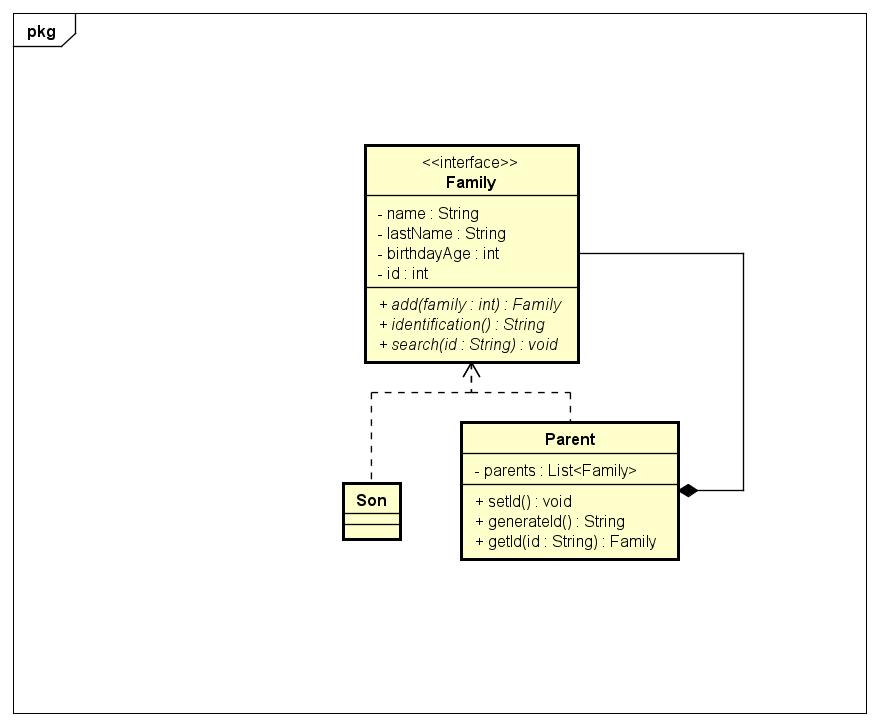 pkg
<<interface>>
Family
- name : String
- lastName : String
- birthdayAge : int
- id : int
+ add(family : int) : Family
+ identification() : String
+ search(id : String) : void
Parent
- parents : List<Family>
+ setId() : void
+ generateId() : String
+ getId(id : String) : Family
Son